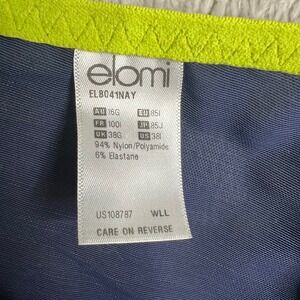 elomi
EL8041NAY
AU 16G EU 85I
FR 100I JP 85J
UK 38G US 38I
94% Nylon/Polyamide
6% Elastane
US108787 WLL
CARE ON REVERSE